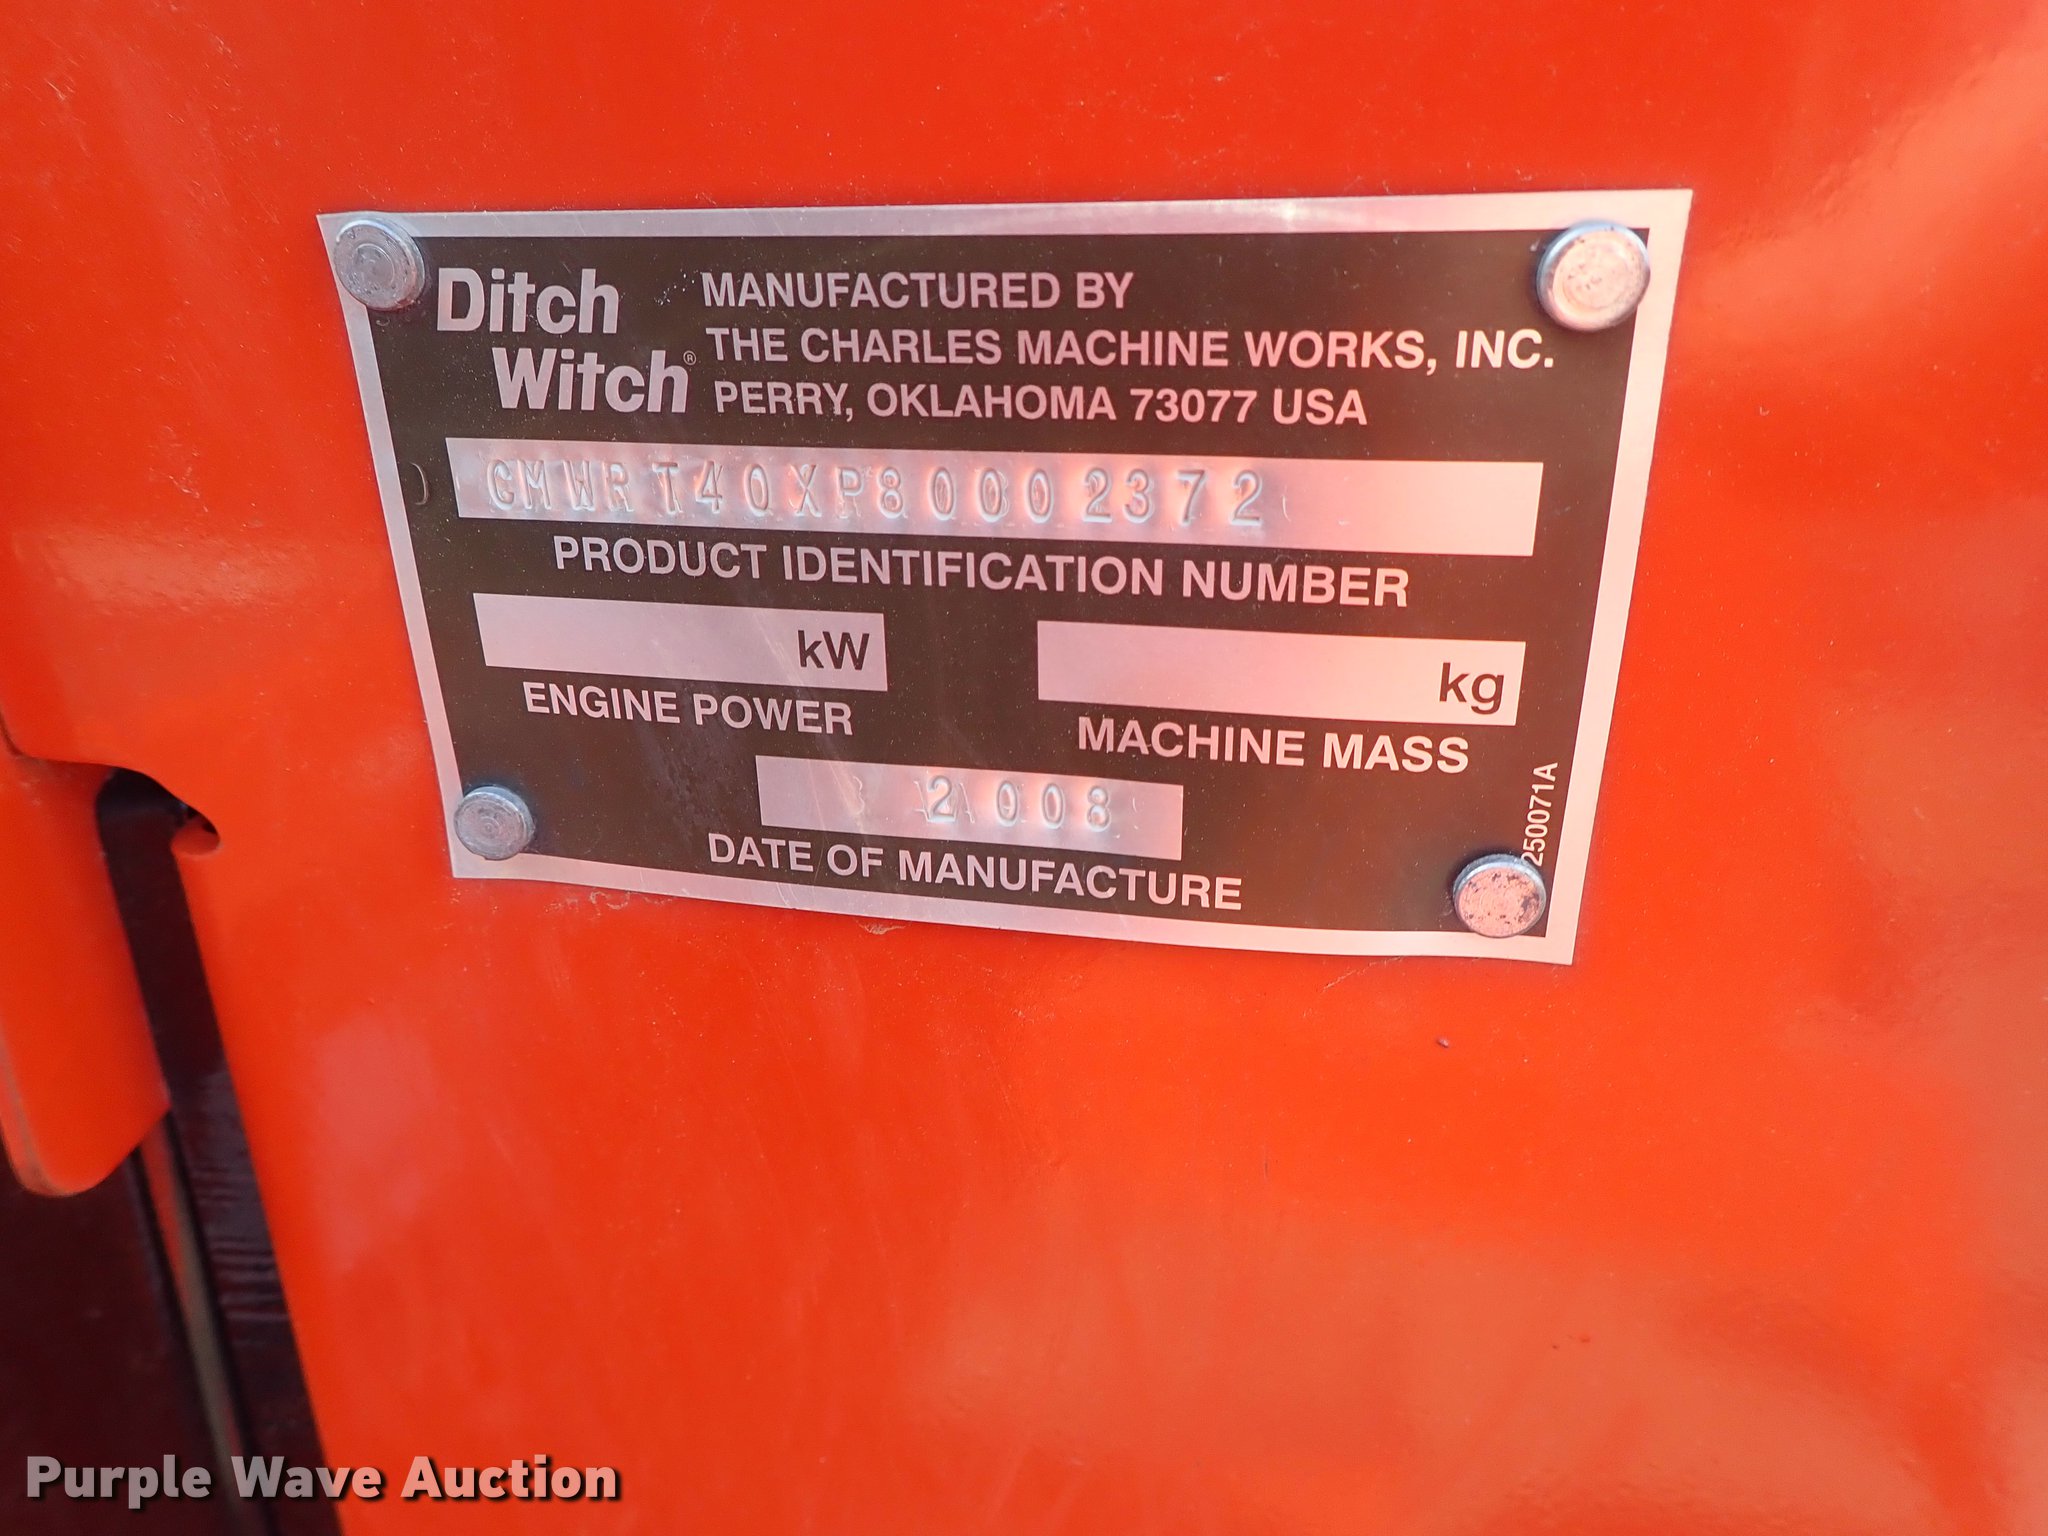 Ditch Witch®
MANUFACTURED BY
THE CHARLES MACHINE WORKS, INC.
PERRY, OKLAHOMA 73077 USA
CMWRT40XP80002372
PRODUCT IDENTIFICATION NUMBER
kW
ENGINE POWER
kg
MACHINE MASS
2008
DATE OF MANUFACTURE
250071A
Purple Wave Auction